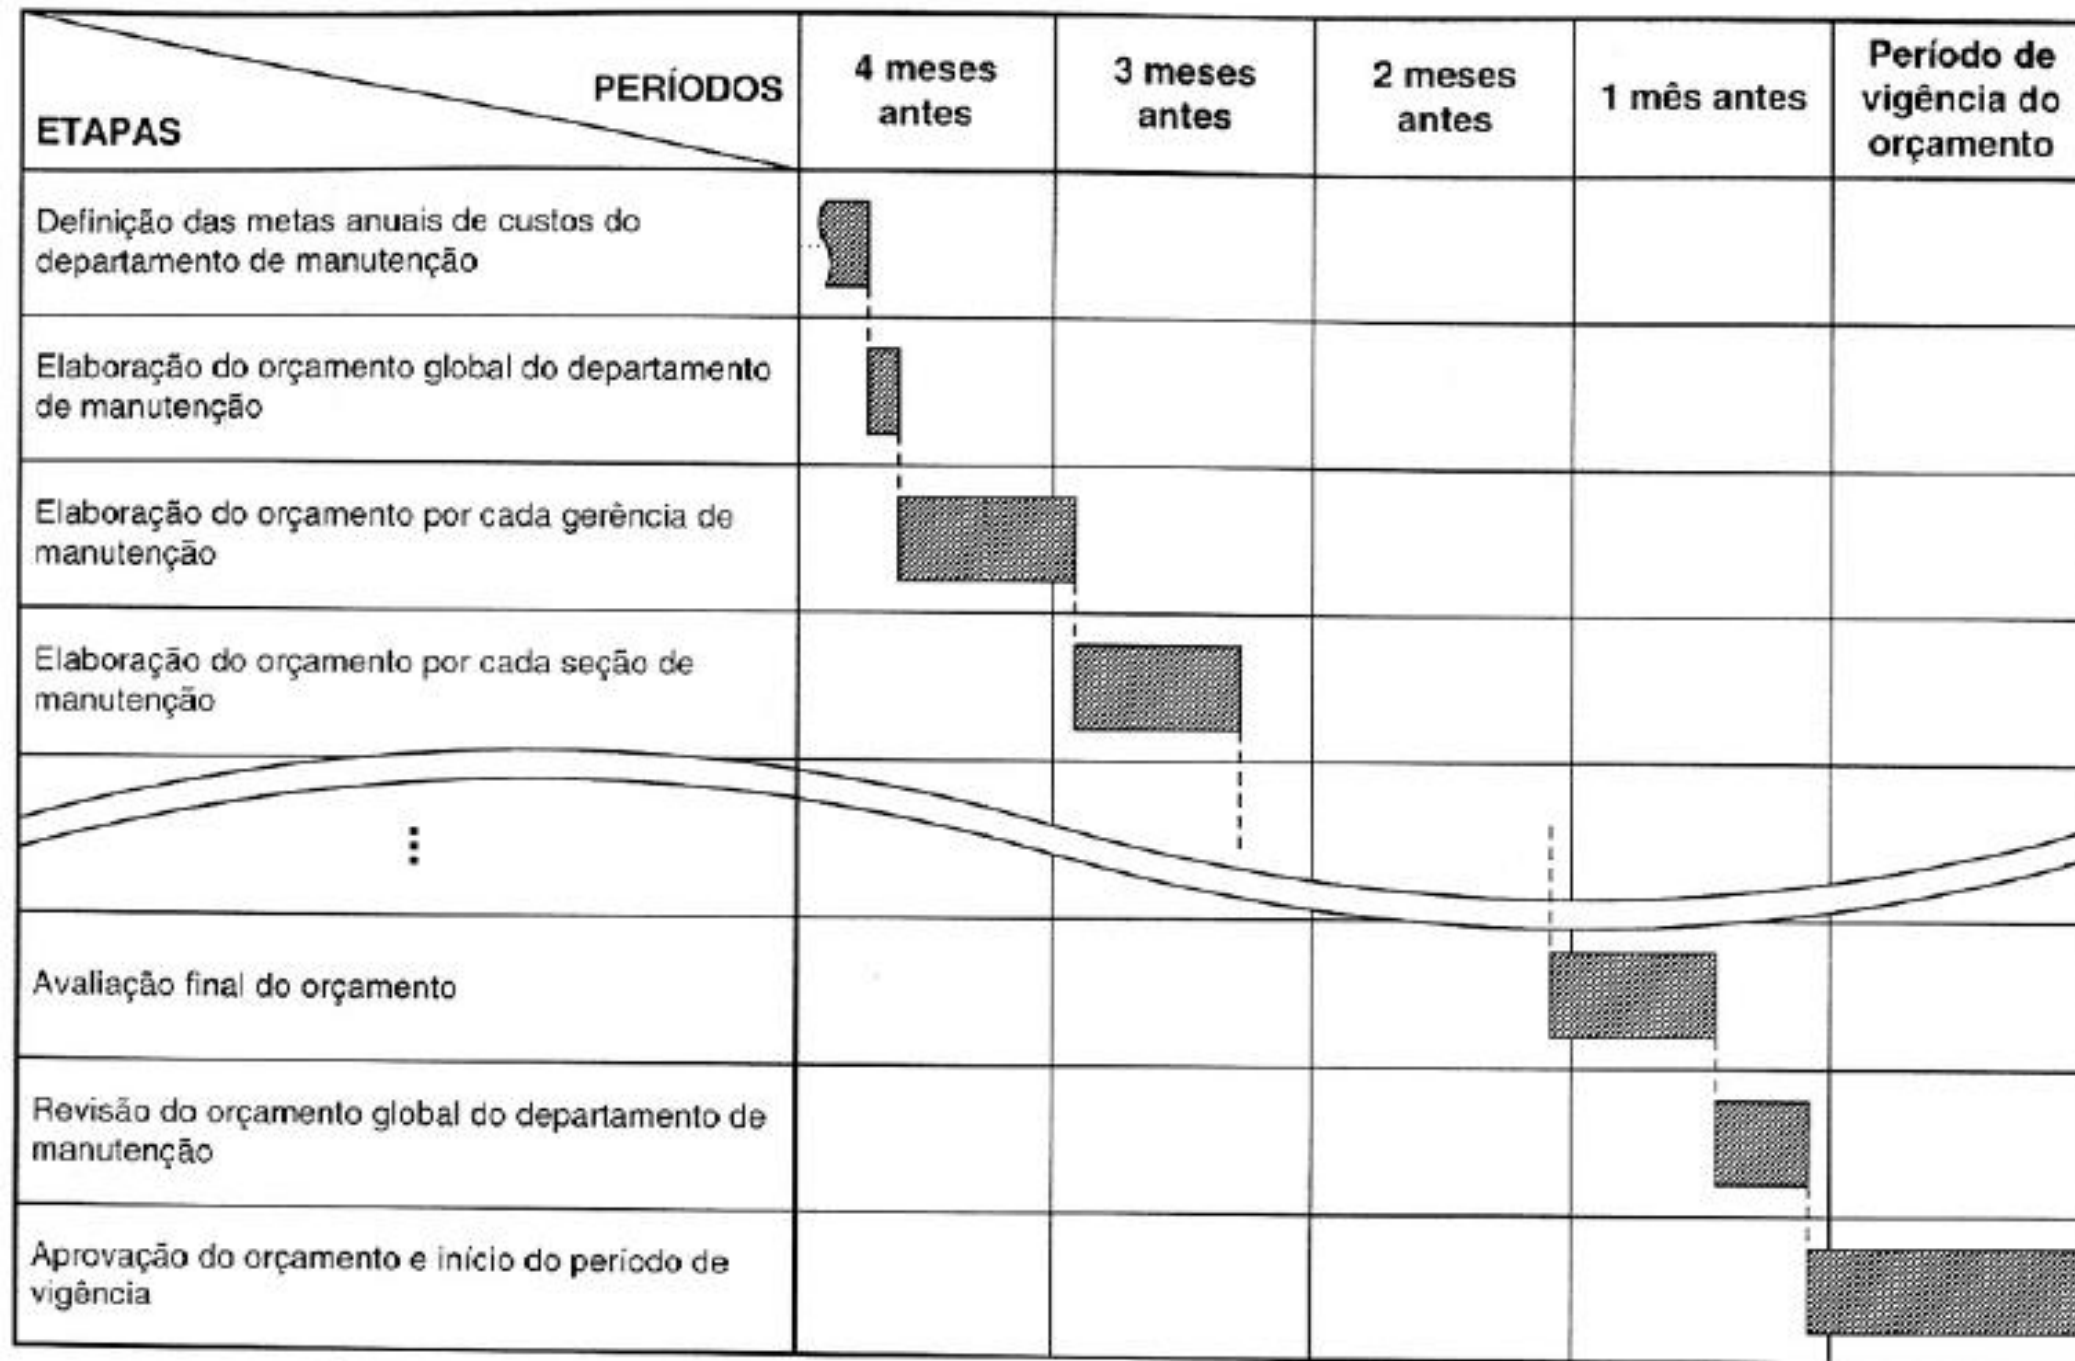 PERÍODOS
ETAPAS
4 meses
antes
3 meses
antes
2 meses
antes
1 mês antes
Período de
vigência do
orçamento
Definição das metas anuais de custos do
departamento de manutenção
Elaboração do orçamento global do departamento
de manutenção
Elaboração do orçamento por cada gerência de
manutenção
Elaboração do orçamento por cada seção de
manutenção
Avaliação final do orçamento
Revisão do orçamento global do departamento de
manutenção
Aprovação do orçamento e início do período de
vigência